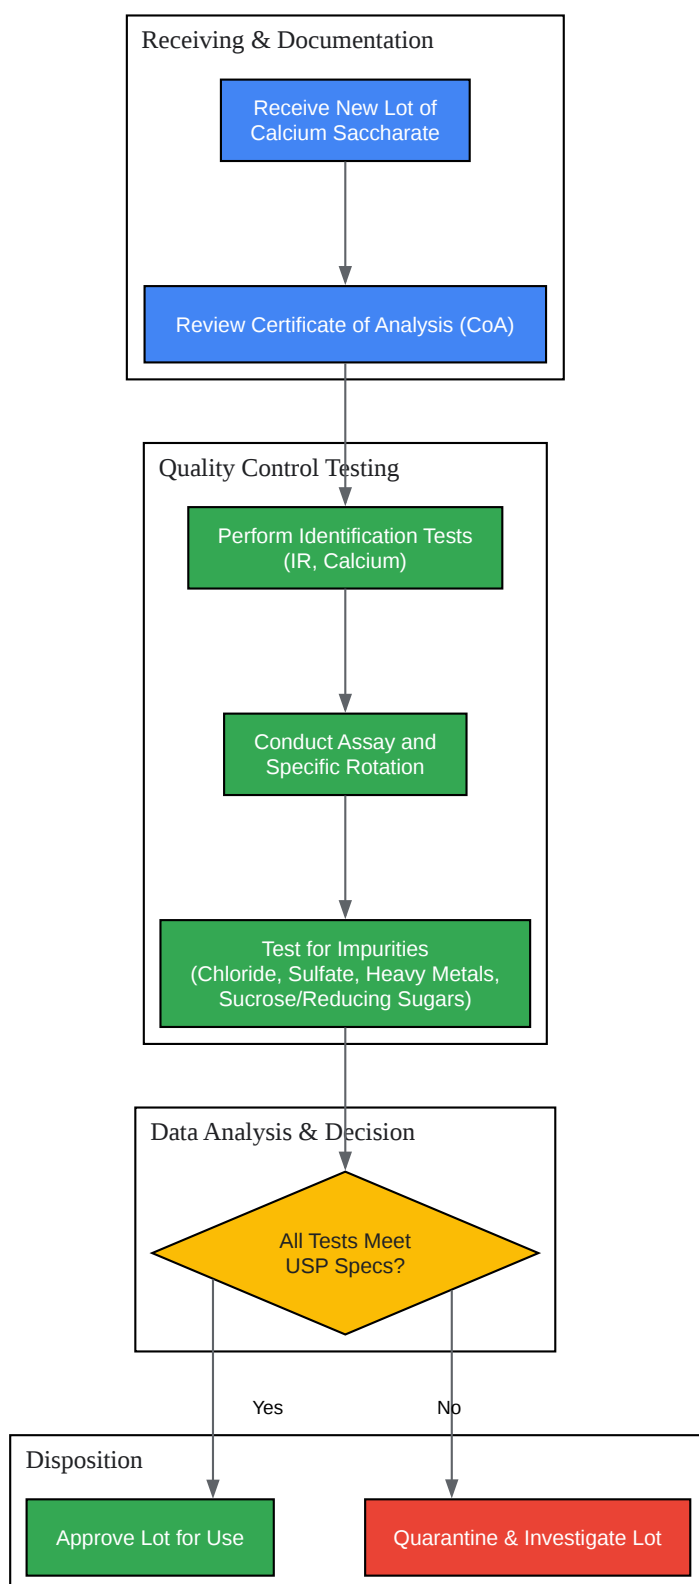 Receiving & Documentation
Receive New Lot of
Calcium Saccharate
Review Certificate of Analysis (CoA)
Quality Control Testing
Perform Identification Tests
(IR, Calcium)
Conduct Assay and
Specific Rotation
Test for Impurities
(Chloride, Sulfate, Heavy Metals,
Sucrose/Reducing Sugars)
Data Analysis & Decision
All Tests Meet
USP Specs?
Yes
No
Disposition
Approve Lot for Use
Quarantine & Investigate Lot